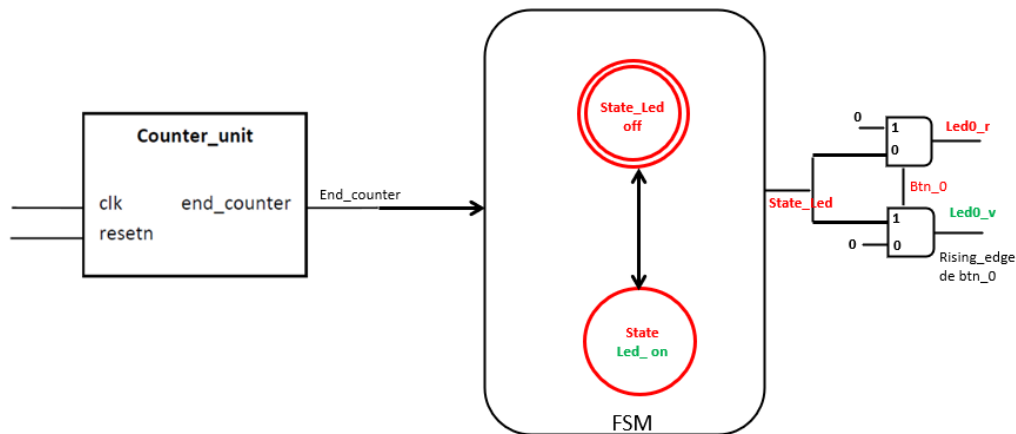 Counter_unit
clk end_counter
resetn
End_counter
State_Led
off
State
Led_ on
FSM
State_Led
0
1
0
Led0_r
Btn_0
1
0
0
Led0_v
Rising_edge
de btn_0